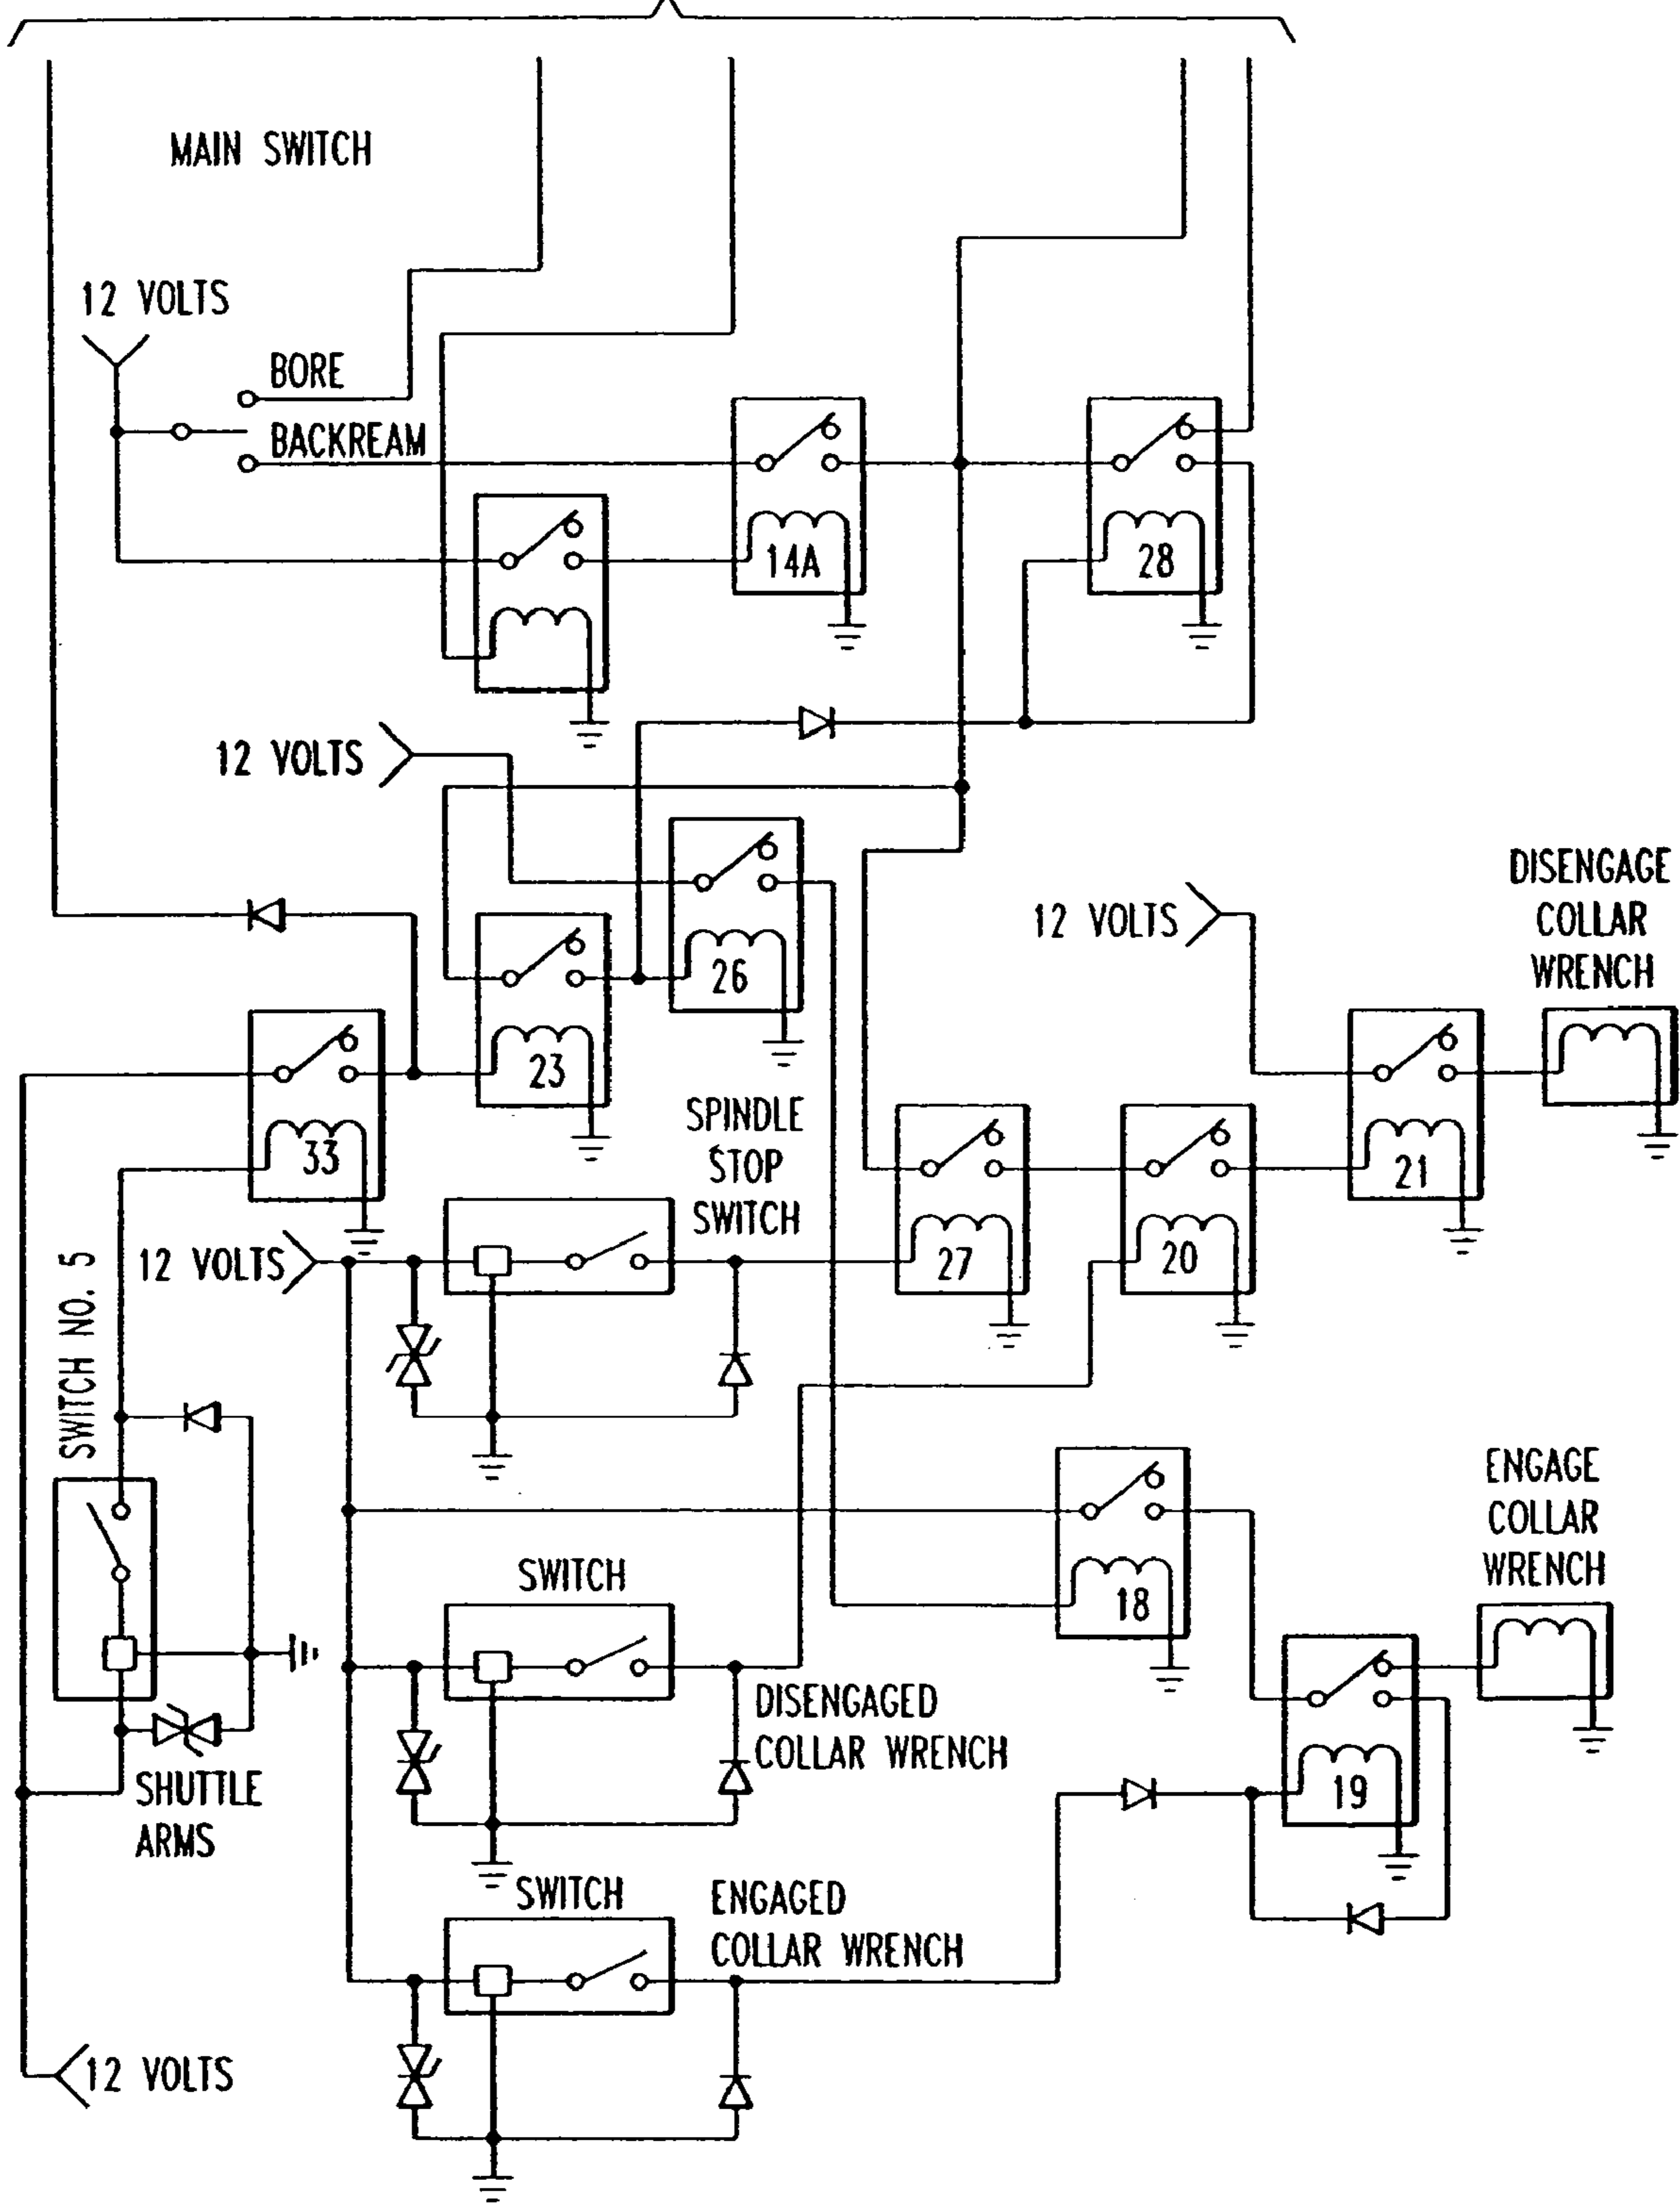 MAIN SWITCH
12 VOLTS
BORE
BACKREAM
14A
28
12 VOLTS
26
23
33
12 VOLTS
DISENGAGE
COLLAR
WRENCH
21
SPINDLE
STOP
SWITCH
27
20
12 VOLTS
SWITCH NO. 5
SHUTTLE
ARMS
18
ENGAGE
COLLAR
WRENCH
SWITCH
DISENGAGED
COLLAR WRENCH
19
SWITCH
ENGAGED
COLLAR WRENCH
12 VOLTS